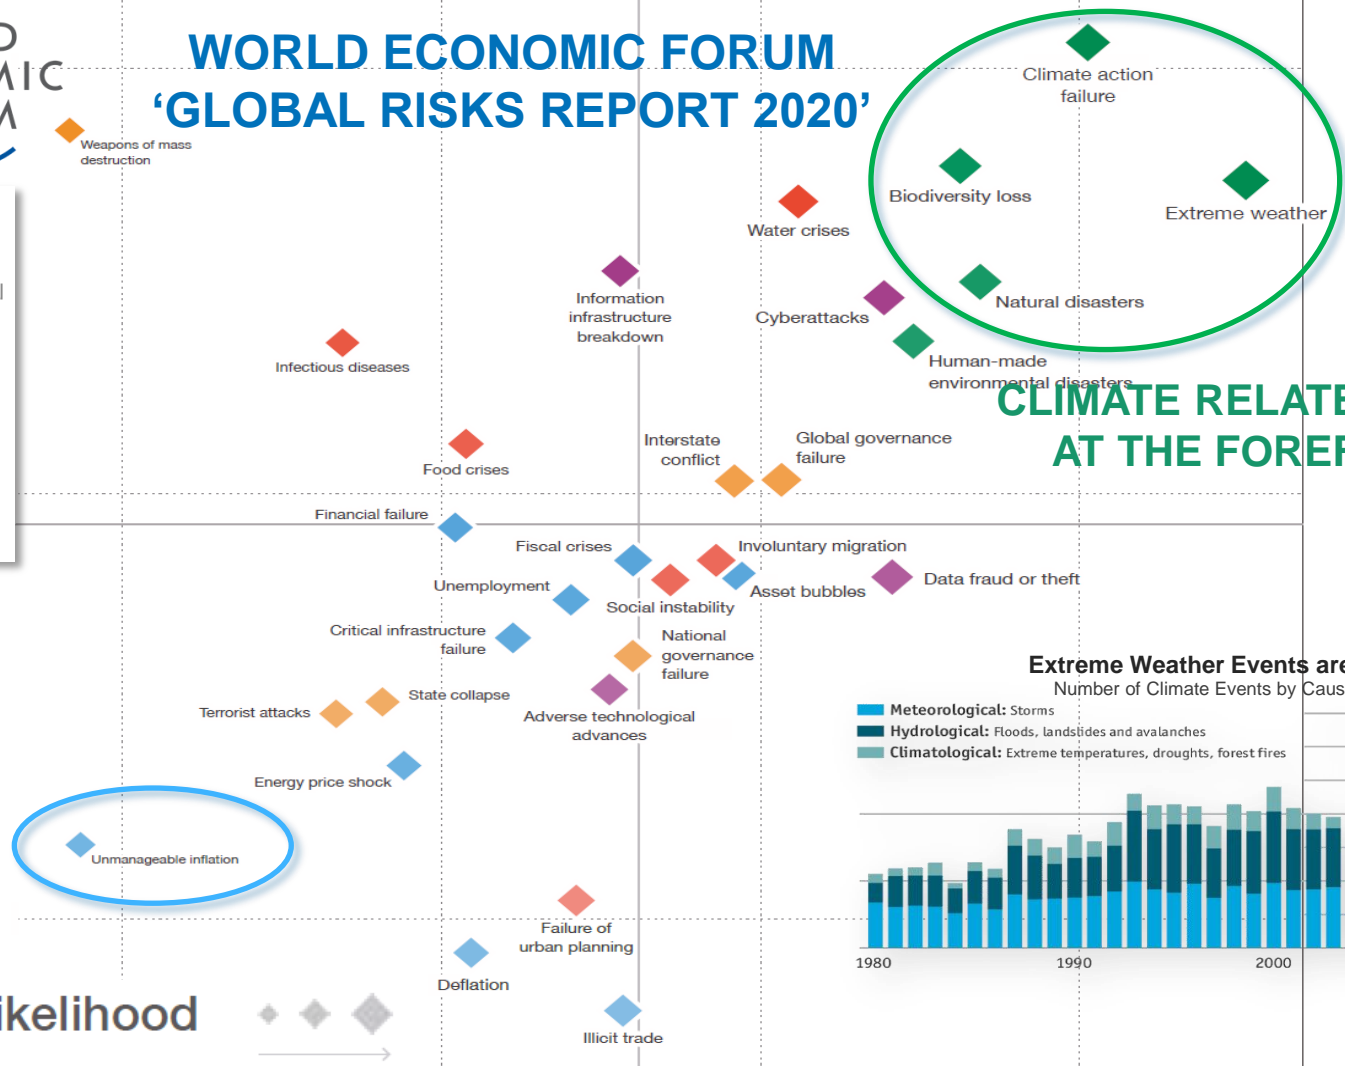 WORLD ECONOMIC FORUM
‘GLOBAL RISKS REPORT 2020’
D
MIC
M
Climate action
failure
Weapons of mass
destruction
Biodiversity loss
Extreme weather
Water crises
Information
infrastructure
breakdown
Natural disasters
Cyberattacks
Infectious diseases
Human-made
environmental disasters
CLIMATE RELATE
AT THE FOREF
Interstate
conflict
Global governance
failure
Food crises
Financial failure
Fiscal crises
Involuntary migration
Unemployment
Asset bubbles
Data fraud or theft
Social instability
Critical infrastructure
failure
National
governance
failure
State collapse
Terrorist attacks
Adverse technological
advances
Energy price shock
Unmanageable inflation
Failure of
urban planning
Deflation
Illicit trade
ikelihood
Extreme Weather Events are
Number of Climate Events by Caus
Meteorological: Storms
Hydrological: Floods, landslides and avalanches
Climatological: Extreme temperatures, droughts, forest fires
1980 1990 2000